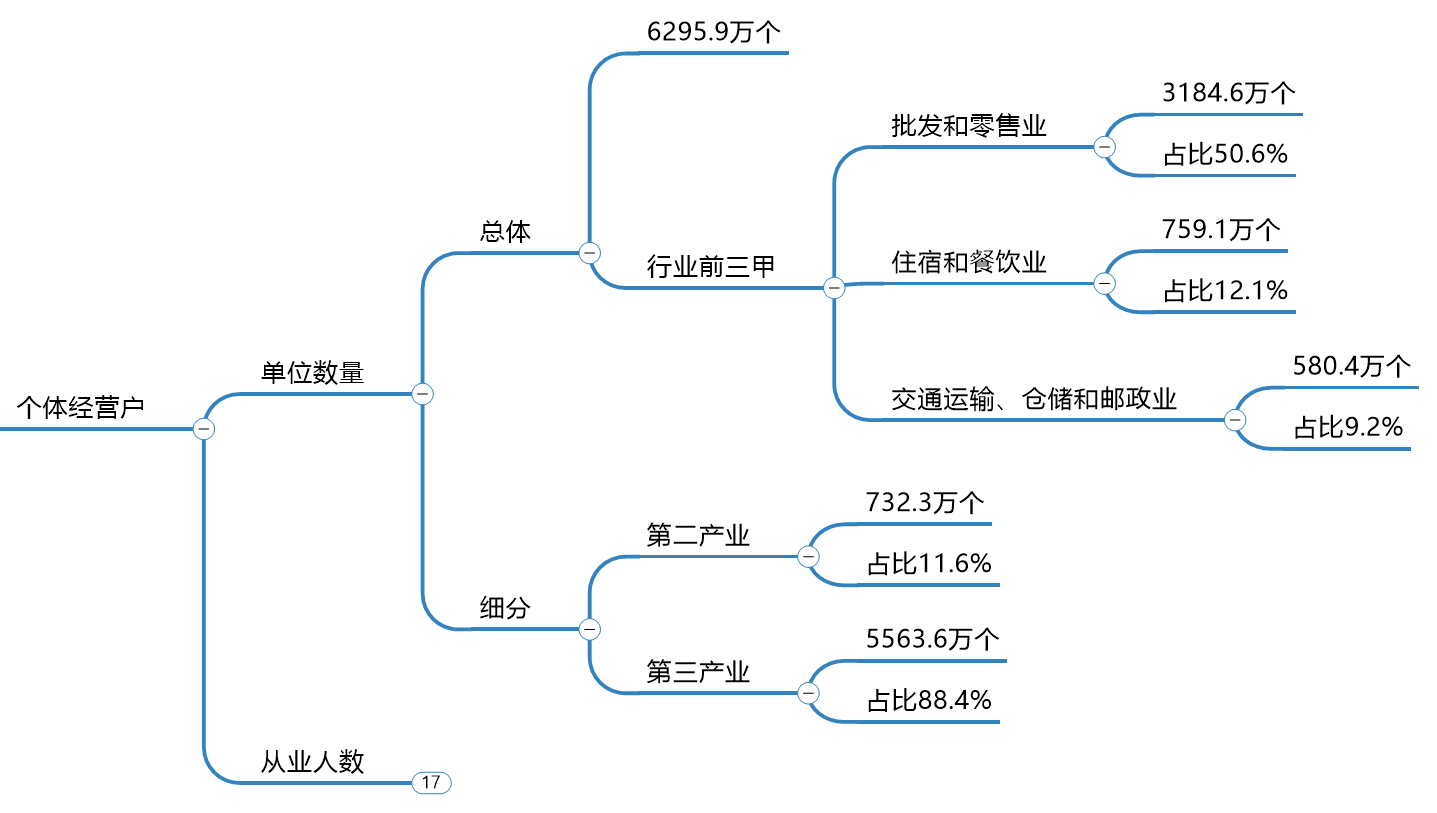 个体经营户
单位数量
总体
6295.9万个
行业前三甲
批发和零售业
3184.6万个
占比50.6%
住宿和餐饮业
759.1万个
占比12.1%
交通运输、仓储和邮政业
580.4万个
占比9.2%
细分
第二产业
732.3万个
占比11.6%
第三产业
5563.6万个
占比88.4%
从业人数
17